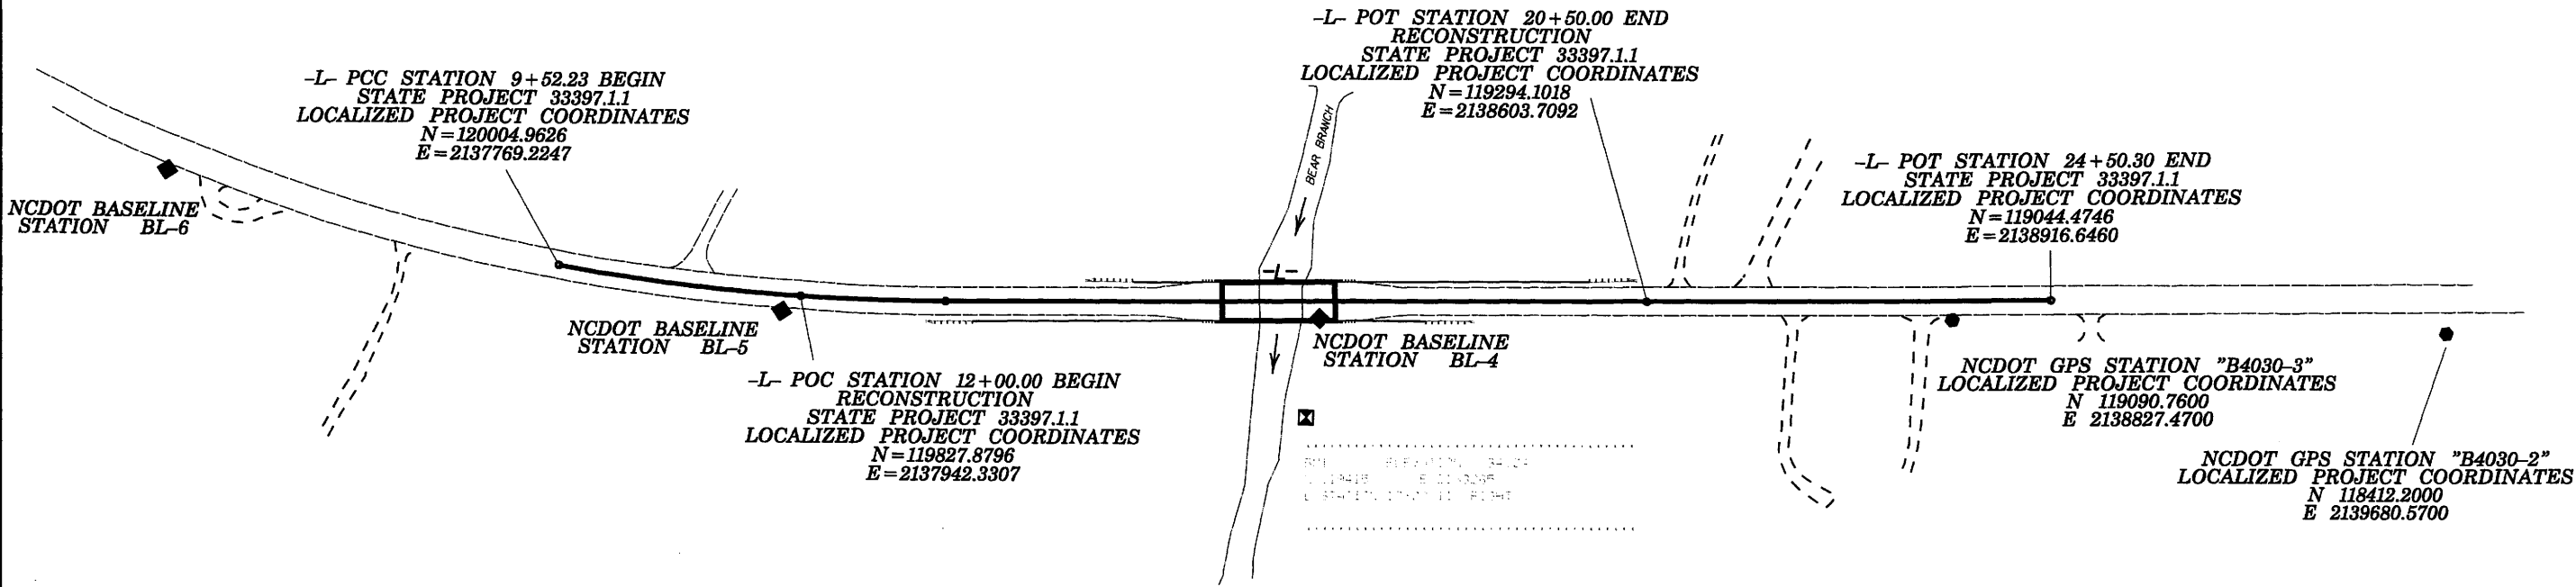 -L- POT STATION 20+50.00 END
RECONSTRUCTION
STATE PROJECT 33397.1.1
LOCALIZED PROJECT COORDINATES
N=119294.1018
E=2138603.7092
-L- PCC STATION 9+52.23 BEGIN
STATE PROJECT 33397.1.1
LOCALIZED PROJECT COORDINATES
N=120004.9626
E=2137769.2247
BEAR BRANCH
-L- POT STATION 24+50.30 END
STATE PROJECT 33397.1.1
LOCALIZED PROJECT COORDINATES
N=119044.4746
E=2138916.6460
NCDOT BASELINE
STATION BL-6
-L-
NCDOT BASELINE
STATION BL-5
NCDOT BASELINE
STATION BL-4
-L- POC STATION 12+00.00 BEGIN
RECONSTRUCTION
STATE PROJECT 33397.1.1
LOCALIZED PROJECT COORDINATES
N=119827.8796
E=2137942.3307
NCDOT GPS STATION "B4030-3"
LOCALIZED PROJECT COORDINATES
N 119090.7600
E 2138827.4700
NCDOT GPS STATION "B4030-2"
LOCALIZED PROJECT COORDINATES
N 118412.2000
E 2139680.5700